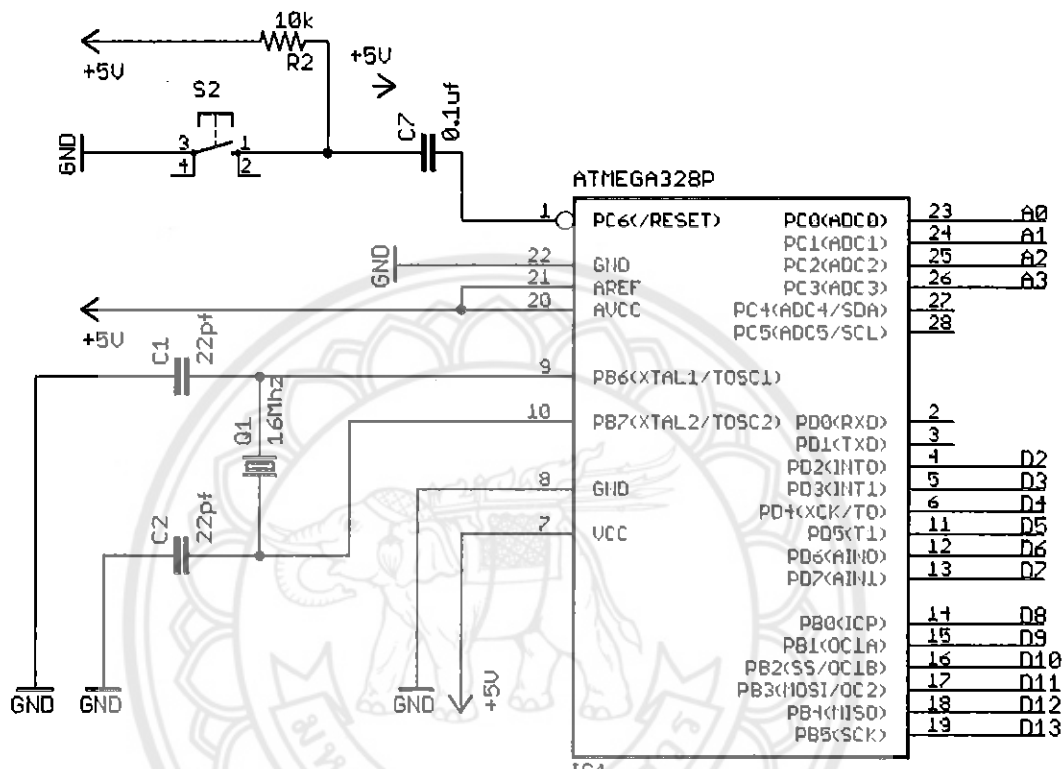 10k
R2
+5V
+5V
S2
GND
3
1
4
2
C7
0.1uf
ATMEGA328P
1
PC6(/RESET)
22
GND
GND
21
AREF
20
AVCC
+5V
C1
22pf
9
PB6(XTAL1/TOSC1)
10
PB7(XTAL2/TOSC2)
Q1
16Mhz
C2
22pf
8
GND
7
VCC
GND
GND
GND
+5V
PC0(ADC0) 23 A0
PC1(ADC1) 24 A1
PC2(ADC2) 25 A2
PC3(ADC3) 26 A3
PC4(ADC4/SDA) 27
PC5(ADC5/SCL) 28
PD0(RXD) 2
PD1(TXD) 3
PD2(INT0) 4 D2
PD3(INT1) 5 D3
PD4(XCK/T0) 6 D4
PD5(T1) 11 D5
PD6(AIN0) 12 D6
PD7(AIN1) 13 D7
PB0(ICP) 14 D8
PB1(OC1A) 15 D9
PB2(SS/OC1B) 16 D10
PB3(MOSI/OC2) 17 D11
PB4(MISO) 18 D12
PB5(SCK) 19 D13